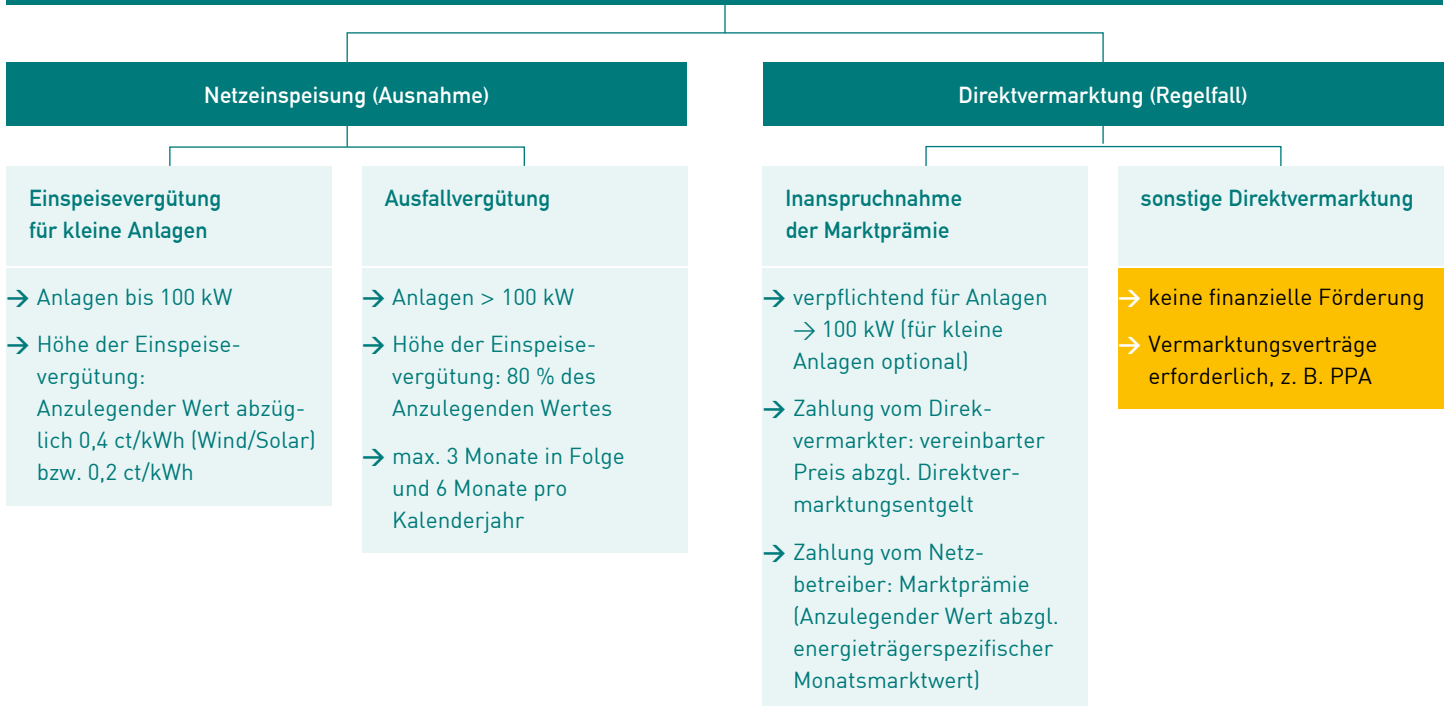 Netzeinspeisung (Ausnahme)
Direktvermarktung (Regelfall)
Einspeisevergütung
für kleine Anlagen
→ Anlagen bis 100 kW
→ Höhe der Einspeise-
vergütung:
Anzulegender Wert abzüg-
lich 0,4 ct/kWh (Wind/Solar)
bzw. 0,2 ct/kWh
Ausfallvergütung
→ Anlagen > 100 kW
→ Höhe der Einspeise-
vergütung: 80 % des
Anzulegenden Wertes
→ max. 3 Monate in Folge
und 6 Monate pro
Kalenderjahr
Inanspruchnahme
der Marktprämie
→ verpflichtend für Anlagen
→ 100 kW (für kleine
Anlagen optional)
→ Zahlung vom Direk-
vermarkter: vereinbarter
Preis abzgl. Direktver-
marktungsentgelt
→ Zahlung vom Netz-
betreiber: Marktprämie
(Anzulegender Wert abzgl.
energieträgerspezifischer
Monatsmarktwert)
sonstige Direktvermarktung
→ keine finanzielle Förderung
→ Vermarktungsverträge
erforderlich, z. B. PPA